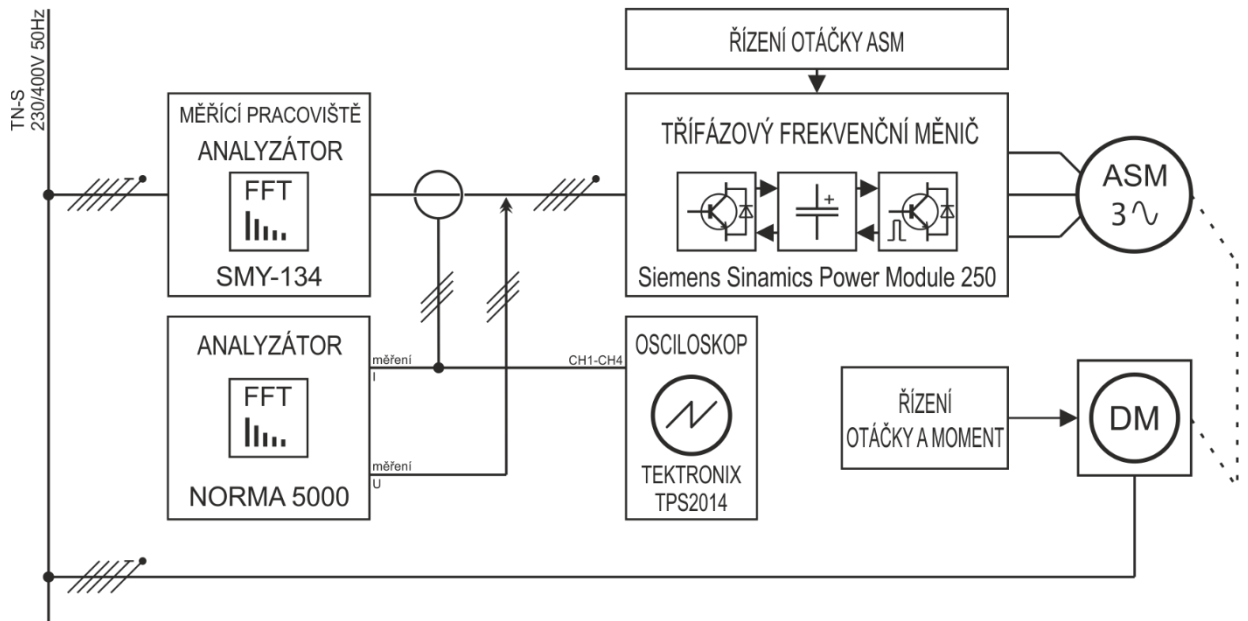 TN-S
230/400V 50Hz
ŘÍZENÍ OTÁČKY ASM
MĚŘÍCÍ PRACOVIŠTĚ
ANALYZÁTOR
FFT
SMY-134
TŘÍFÁZOVÝ FREKVENČNÍ MĚNIČ
+
Siemens Sinamics Power Module 250
ASM
3
ANALYZÁTOR
FFT
NORMA 5000
měření
I
měření
U
CH1-CH4
OSCILOSKOP
TEKTRONIX
TPS2014
ŘÍZENÍ
OTÁČKY A MOMENT
DM